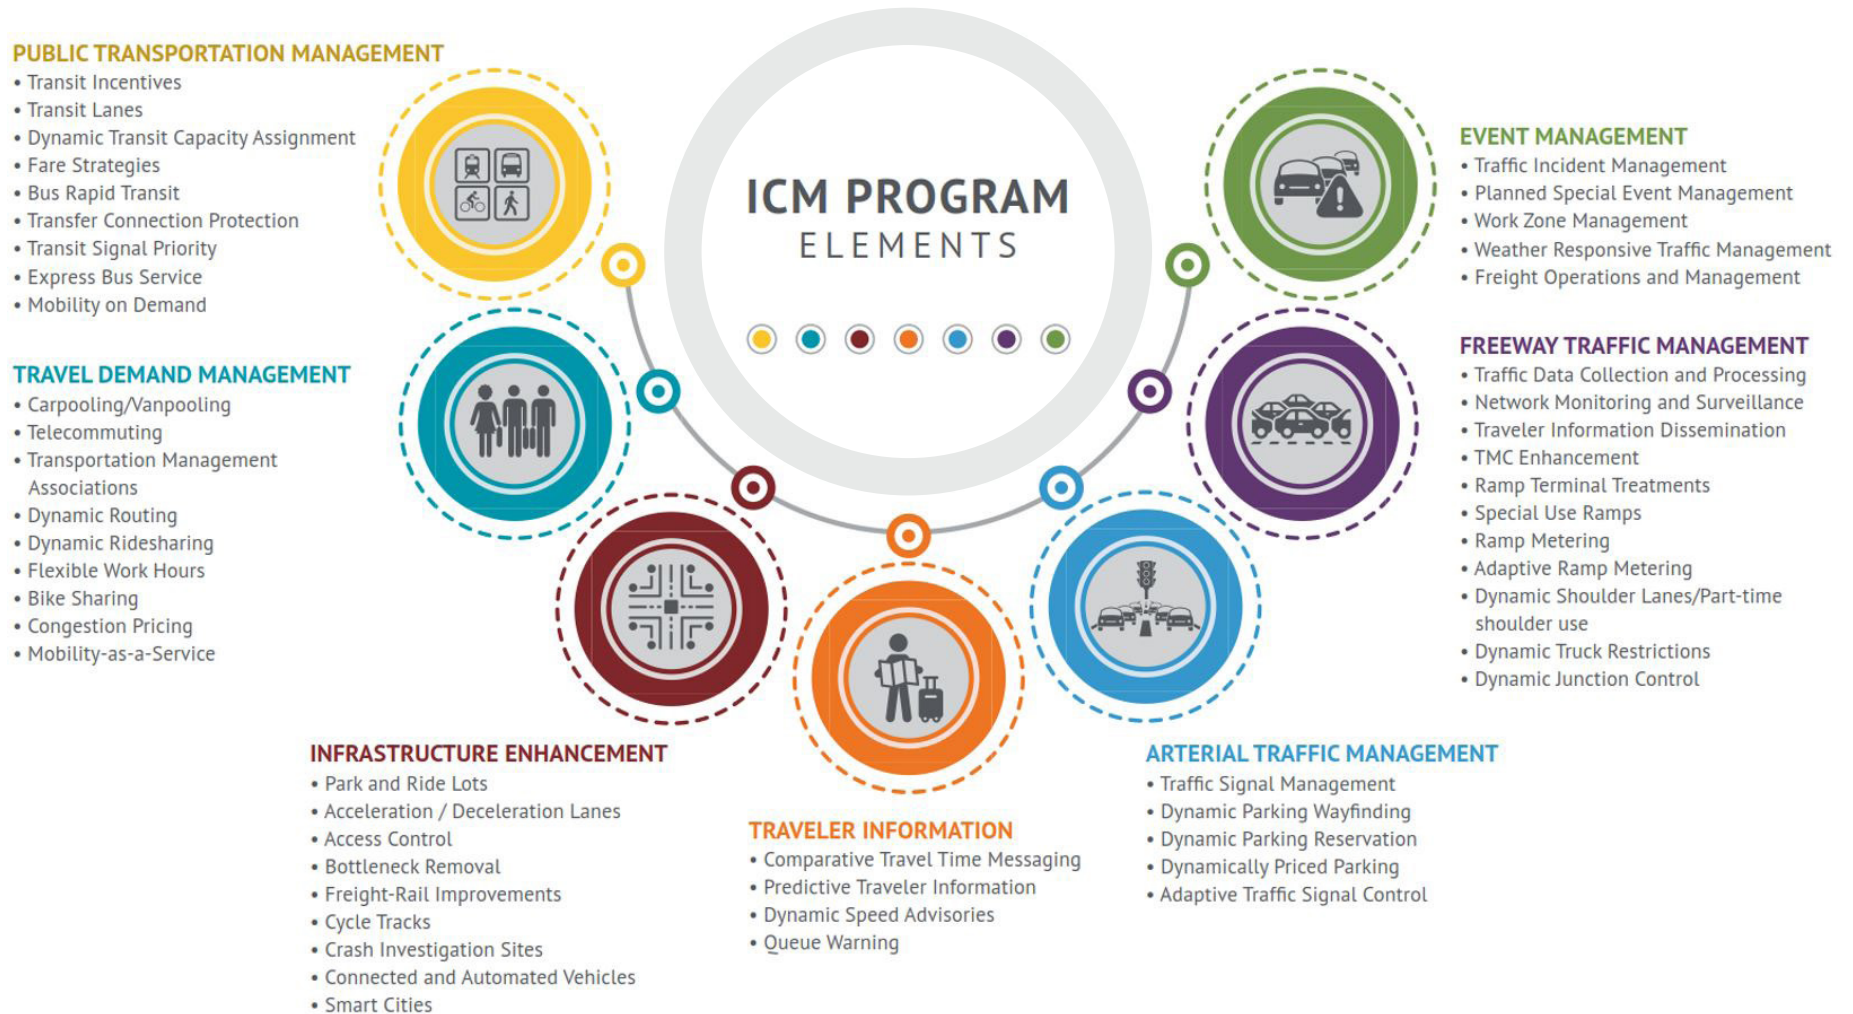 ICM PROGRAM
ELEMENTS
PUBLIC TRANSPORTATION MANAGEMENT
• Transit Incentives
• Transit Lanes
• Dynamic Transit Capacity Assignment
• Fare Strategies
• Bus Rapid Transit
• Transfer Connection Protection
• Transit Signal Priority
• Express Bus Service
• Mobility on Demand
TRAVEL DEMAND MANAGEMENT
• Carpooling/Vanpooling
• Telecommuting
• Transportation Management
Associations
• Dynamic Routing
• Dynamic Ridesharing
• Flexible Work Hours
• Bike Sharing
• Congestion Pricing
• Mobility-as-a-Service
INFRASTRUCTURE ENHANCEMENT
• Park and Ride Lots
• Acceleration / Deceleration Lanes
• Access Control
• Bottleneck Removal
• Freight-Rail Improvements
• Cycle Tracks
• Crash Investigation Sites
• Connected and Automated Vehicles
• Smart Cities
TRAVELER INFORMATION
• Comparative Travel Time Messaging
• Predictive Traveler Information
• Dynamic Speed Advisories
• Queue Warning
ARTERIAL TRAFFIC MANAGEMENT
• Traffic Signal Management
• Dynamic Parking Wayfinding
• Dynamic Parking Reservation
• Dynamically Priced Parking
• Adaptive Traffic Signal Control
FREEWAY TRAFFIC MANAGEMENT
• Traffic Data Collection and Processing
• Network Monitoring and Surveillance
• Traveler Information Dissemination
• TMC Enhancement
• Ramp Terminal Treatments
• Special Use Ramps
• Ramp Metering
• Adaptive Ramp Metering
• Dynamic Shoulder Lanes/Part-time
shoulder use
• Dynamic Truck Restrictions
• Dynamic Junction Control
EVENT MANAGEMENT
• Traffic Incident Management
• Planned Special Event Management
• Work Zone Management
• Weather Responsive Traffic Management
• Freight Operations and Management